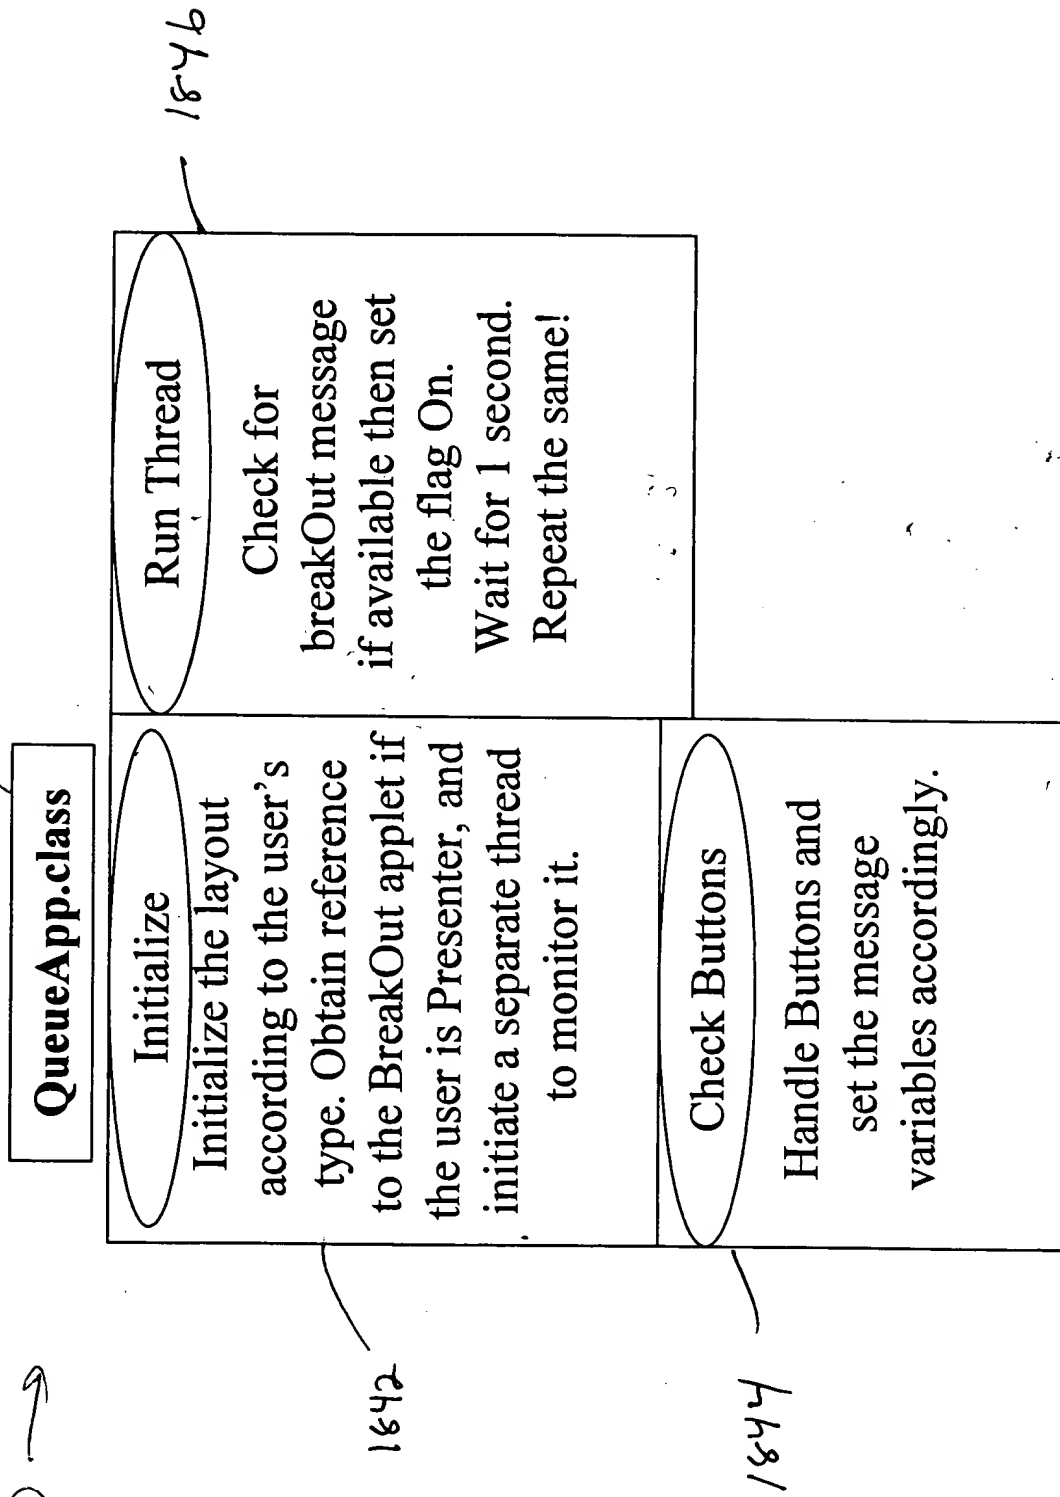 QueueApp.class
Initialize
Initialize the layout
according to the user's
type. Obtain reference
to the BreakOut applet if
the user is Presenter, and
initiate a separate thread
to monitor it.
1842
Run Thread
Check for
breakOut message
if available then set
the flag On.
Wait for 1 second.
Repeat the same!
1846
Check Buttons
Handle Buttons and
set the message
variables accordingly.
1844